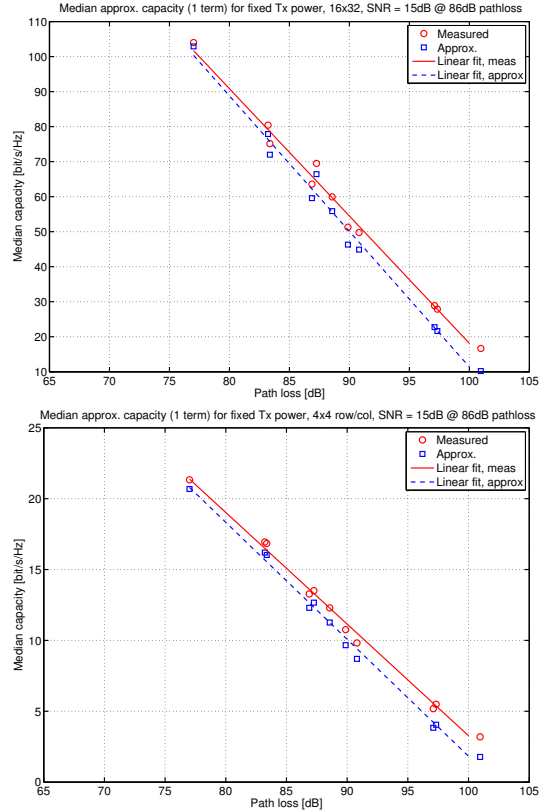 Median approx. capacity (1 term) for fixed Tx power, 16x32, SNR = 15dB @ 86dB pathloss
110
100
90
80
70
60
50
40
30
20
10
Median capacity [bit/s/Hz]
Measured
Approx.
Linear fit, meas
Linear fit, approx
65 70 75 80 85 90 95 100 105
Path loss [dB]
Median approx. capacity (1 term) for fixed Tx power, 4x4 row/col, SNR = 15dB @ 86dB pathloss
25
20
15
10
5
0
Median capacity [bit/s/Hz]
Measured
Approx.
Linear fit, meas
Linear fit, approx
65 70 75 80 85 90 95 100 105
Path loss [dB]